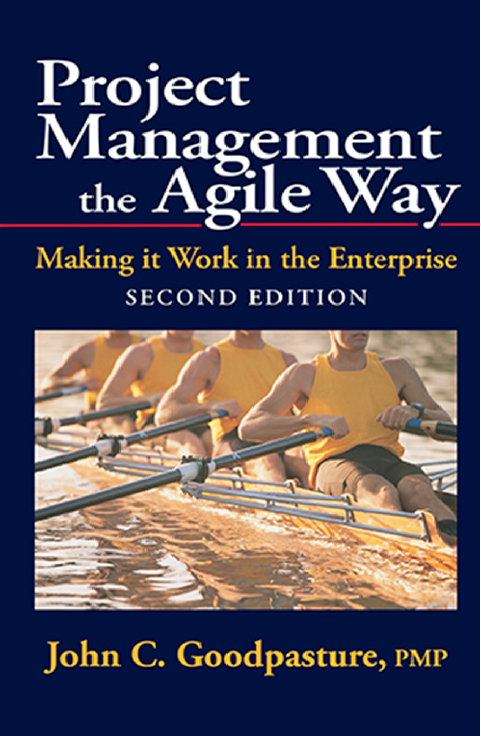 Project
Management
the Agile Way
Making it Work in the Enterprise
SECOND EDITION
John C. Goodpasture, PMP